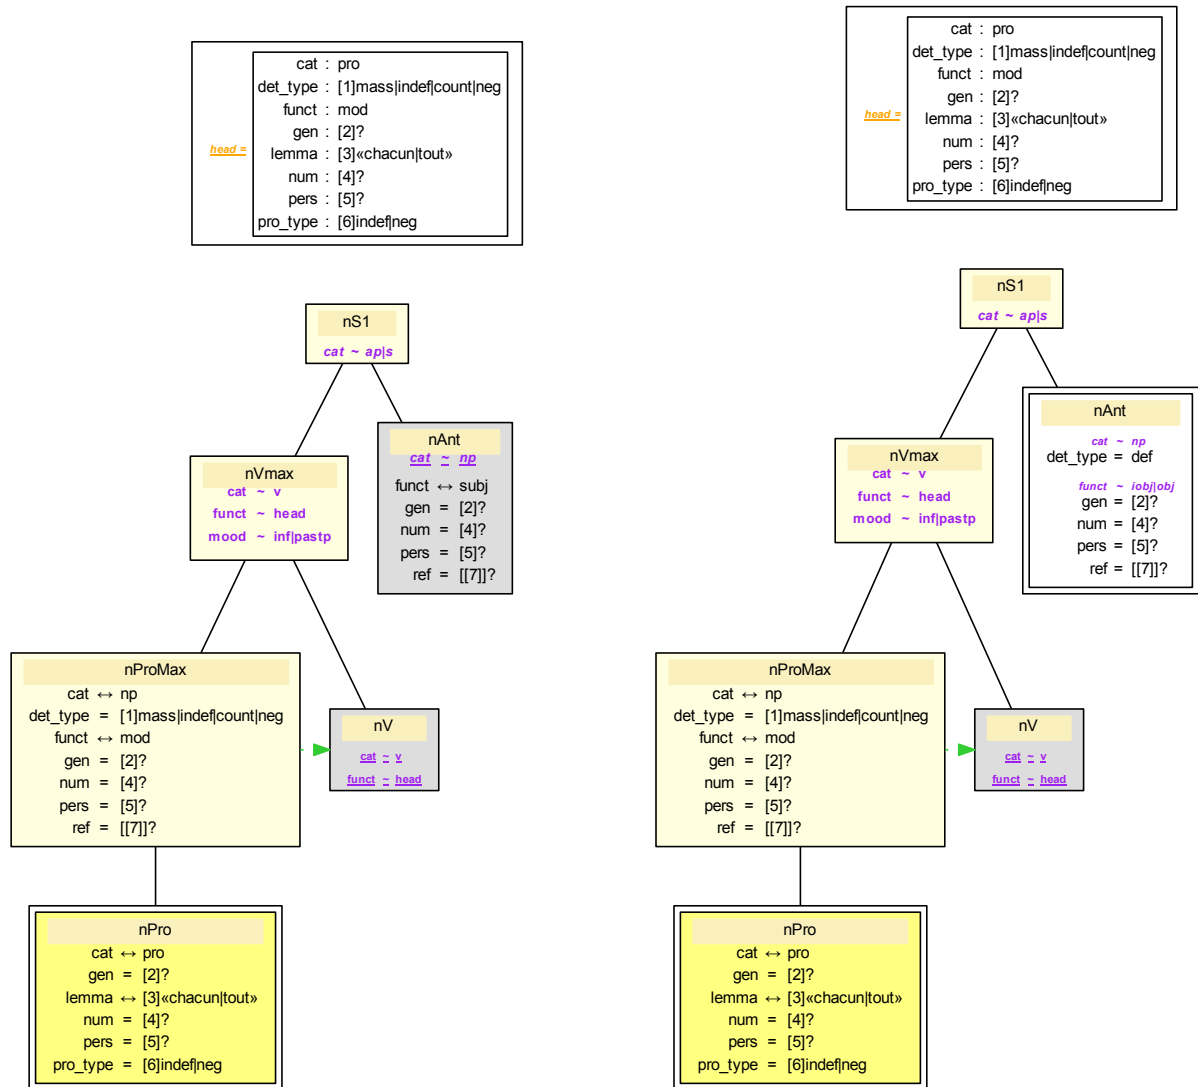 head =
cat : pro
det_type : [1]mass|indef|count|neg
funct : mod
gen : [2]?
lemma : [3]«chacun|tout»
num : [4]?
pers : [5]?
pro_type : [6]indef|neg
nS1
cat ~ ap|s
nAnt
cat ~ np
funct ↔ subj
gen = [2]?
num = [4]?
pers = [5]?
ref = [[7]]?
nVmax
cat ~ v
funct ~ head
mood ~ inf|pastp
nProMax
cat ↔ np
det_type = [1]mass|indef|count|neg
funct ↔ mod
gen = [2]?
num = [4]?
pers = [5]?
ref = [[7]]?
nV
cat ~ v
funct ~ head
nPro
cat ↔ pro
gen = [2]?
lemma ↔ [3]«chacun|tout»
num = [4]?
pers = [5]?
pro_type = [6]indef|neg
head =
cat : pro
det_type : [1]mass|indef|count|neg
funct : mod
gen : [2]?
lemma : [3]«chacun|tout»
num : [4]?
pers : [5]?
pro_type : [6]indef|neg
nS1
cat ~ ap|s
nAnt
cat ~ np
det_type = def
funct ~ iobj|obj
gen = [2]?
num = [4]?
pers = [5]?
ref = [[7]]?
nVmax
cat ~ v
funct ~ head
mood ~ inf|pastp
nProMax
cat ↔ np
det_type = [1]mass|indef|count|neg
funct ↔ mod
gen = [2]?
num = [4]?
pers = [5]?
ref = [[7]]?
nV
cat ~ v
funct ~ head
nPro
cat ↔ pro
gen = [2]?
lemma ↔ [3]«chacun|tout»
num = [4]?
pers = [5]?
pro_type = [6]indef|neg